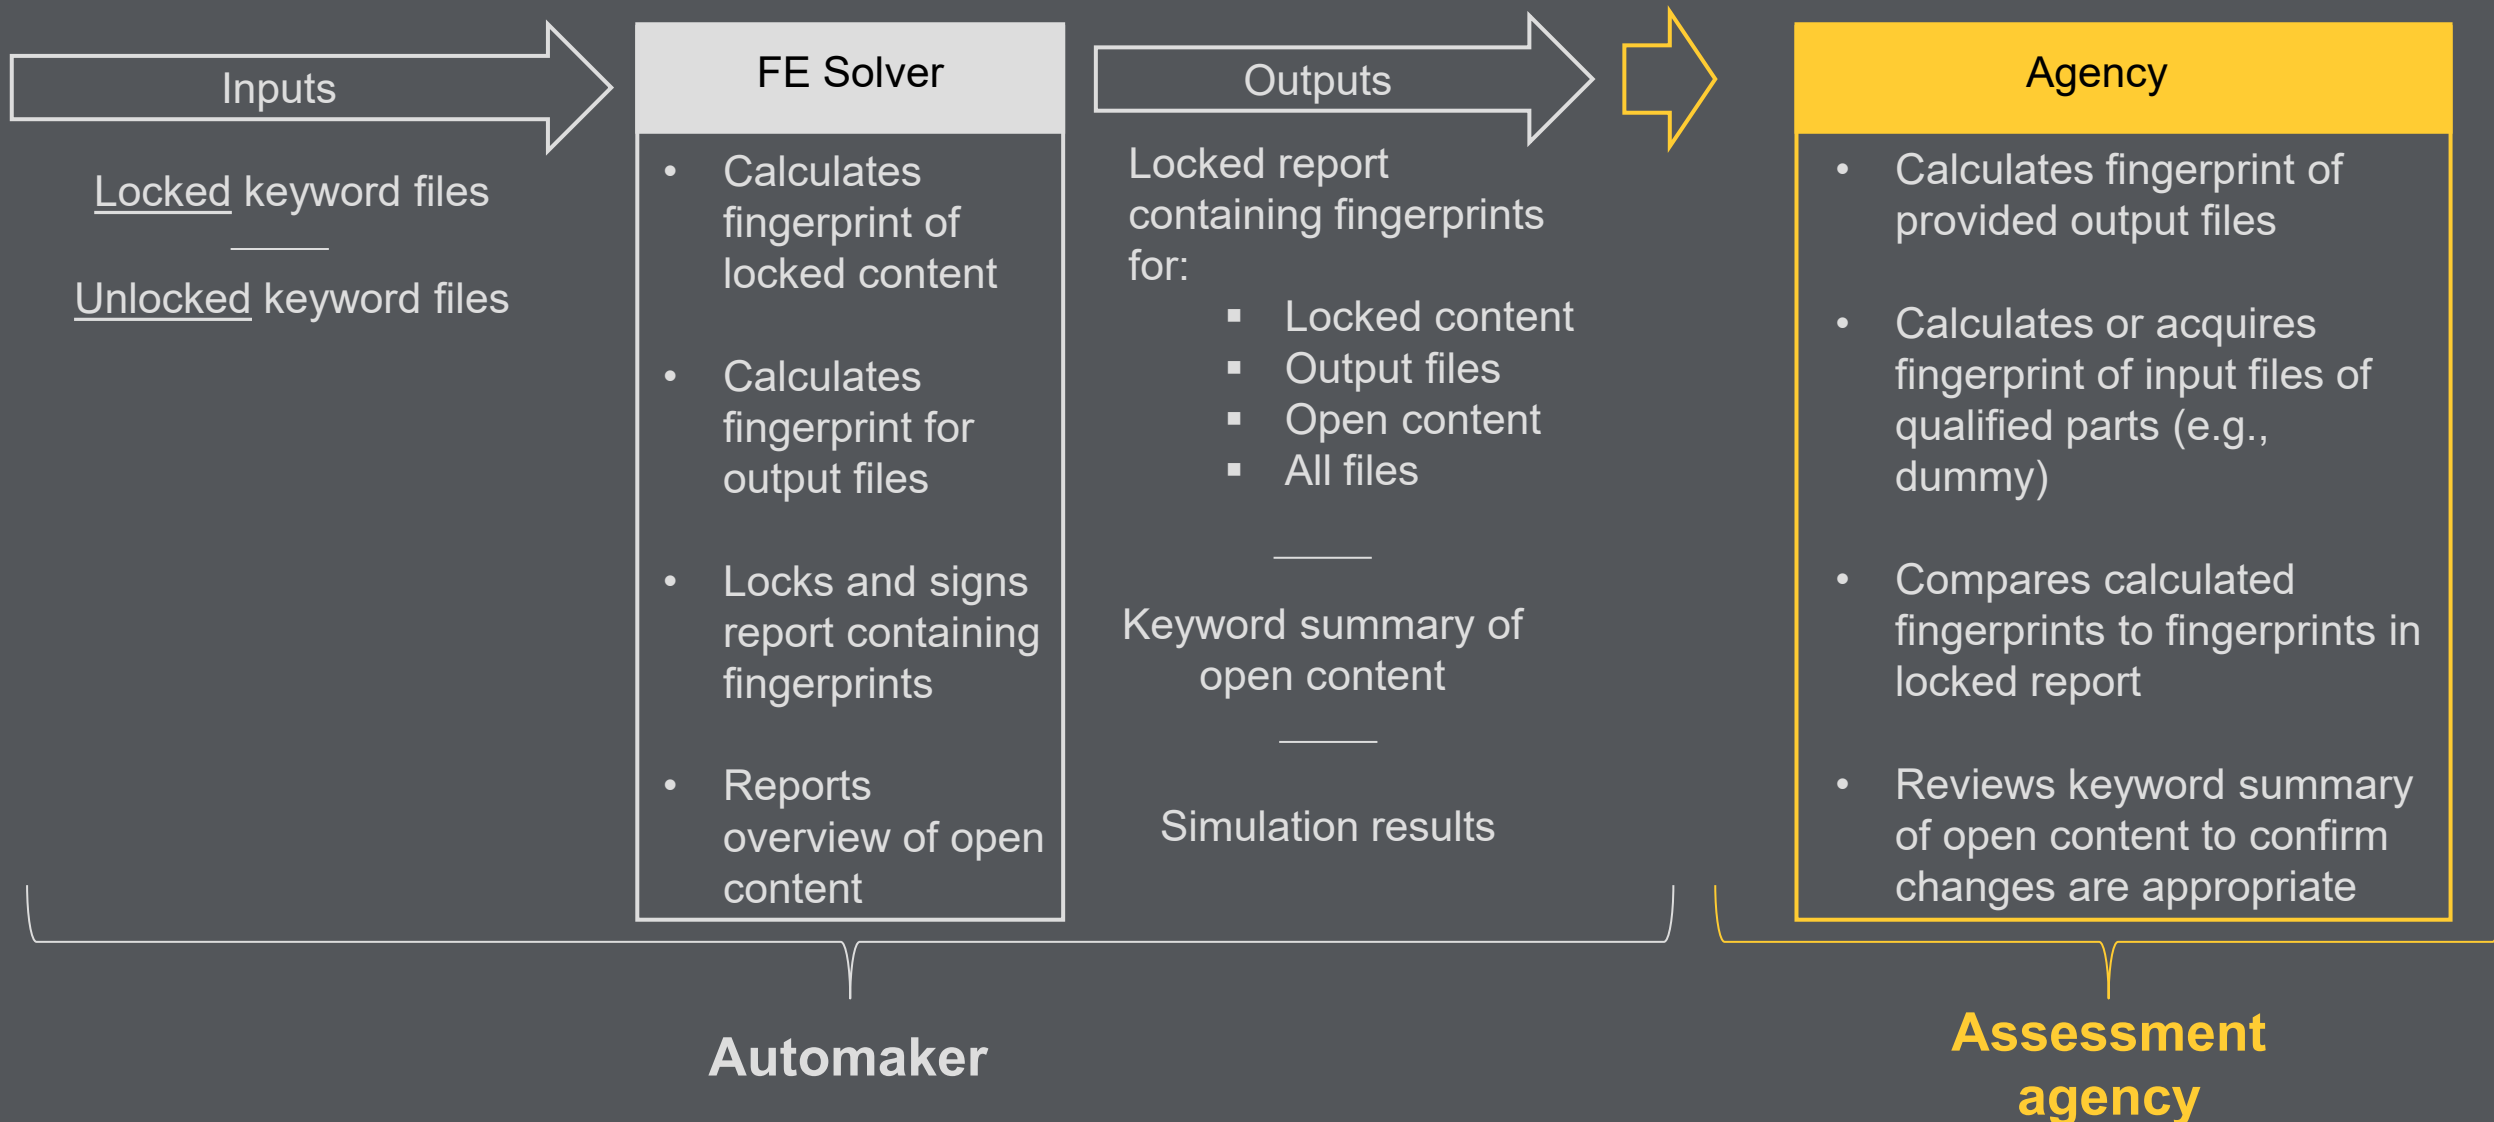 Inputs
Locked keyword files
Unlocked keyword files
FE Solver
• Calculates
fingerprint of
locked content
• Calculates
fingerprint for
output files
• Locks and signs
report containing
fingerprints
• Reports
overview of open
content
Outputs
Locked report
containing fingerprints
for:
▪ Locked content
▪ Output files
▪ Open content
▪ All files
Keyword summary of
open content
Simulation results
Agency
• Calculates fingerprint of
provided output files
• Calculates or acquires
fingerprint of input files of
qualified parts (e.g.,
dummy)
• Compares calculated
fingerprints to fingerprints in
locked report
• Reviews keyword summary
of open content to confirm
changes are appropriate
Automaker
Assessment
agency